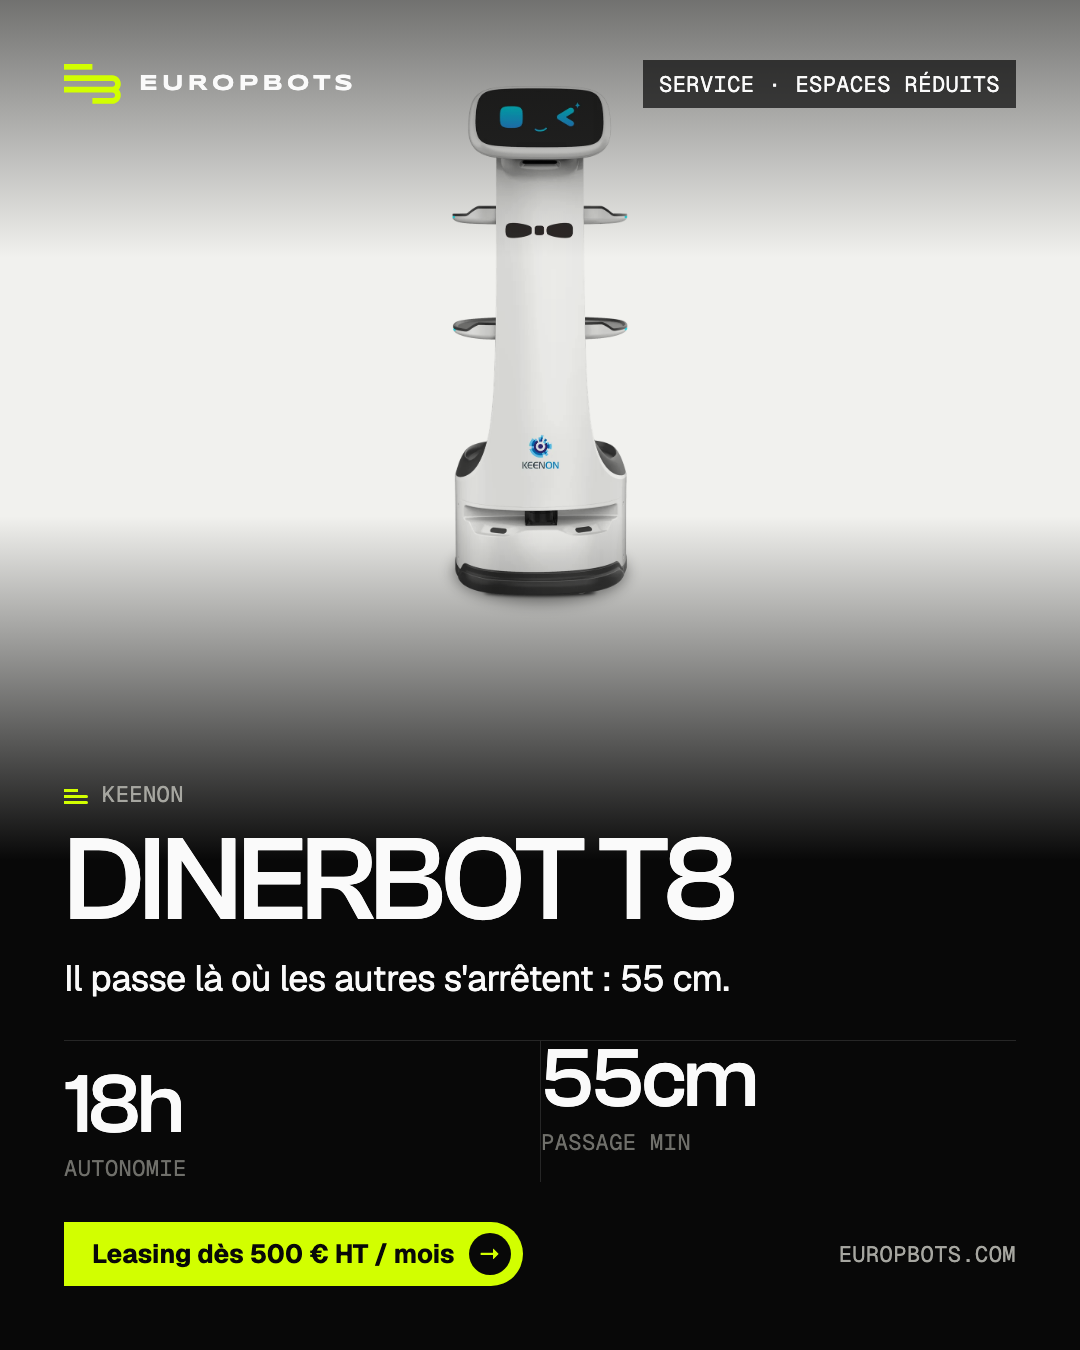 EUROPBOTS
SERVICE · ESPACES RÉDUITS
KEENON
KEENON
DINERBOT T8
Il passe là où les autres s'arrêtent : 55 cm.
18h
AUTONOMIE
55cm
PASSAGE MIN
Leasing dès 500 € HT / mois →
EUROPBOTS.COM